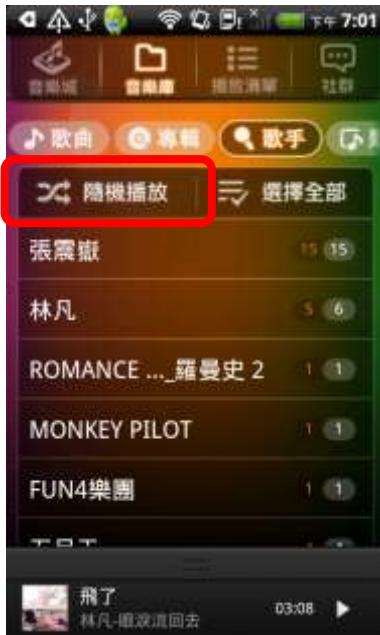 下午 7:01
音樂城 音樂庫 播放清單 社群
歌曲 專輯 歌手
隨機播放 選擇全部
張震嶽 15 15
林凡 5 6
ROMANCE ..._羅曼史 2 1 1
MONKEY PILOT 1 1
FUN4樂團 1 1
飛了
林凡-眼淚流回去
03:08